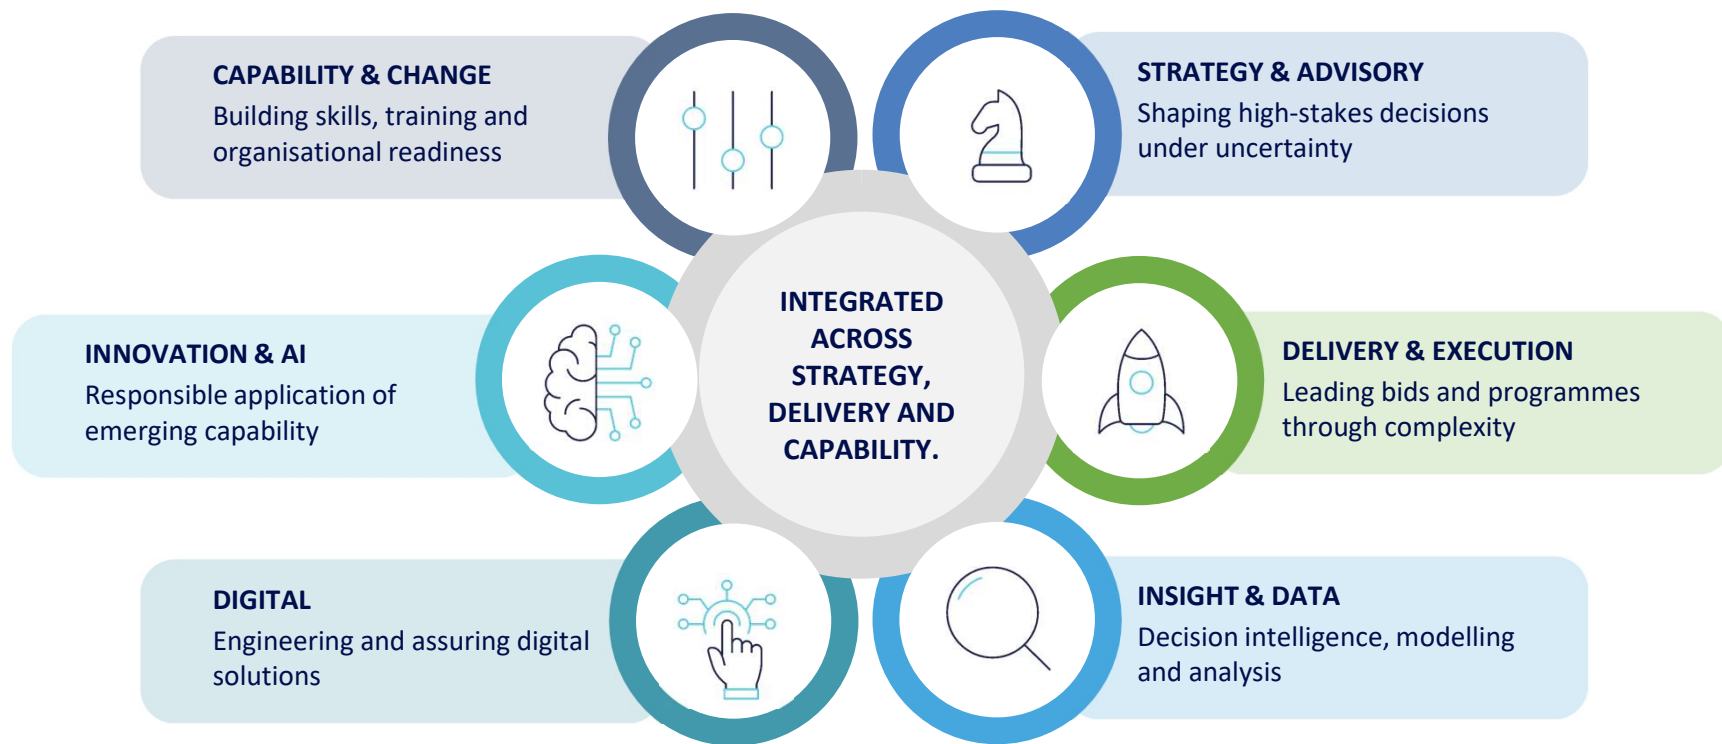 CAPABILITY & CHANGE
Building skills, training and
organisational readiness
STRATEGY & ADVISORY
Shaping high-stakes decisions
under uncertainty
INNOVATION & AI
Responsible application of
emerging capability
INTEGRATED
ACROSS
STRATEGY,
DELIVERY AND
CAPABILITY.
DELIVERY & EXECUTION
Leading bids and programmes
through complexity
DIGITAL
Engineering and assuring digital
solutions
INSIGHT & DATA
Decision intelligence, modelling
and analysis